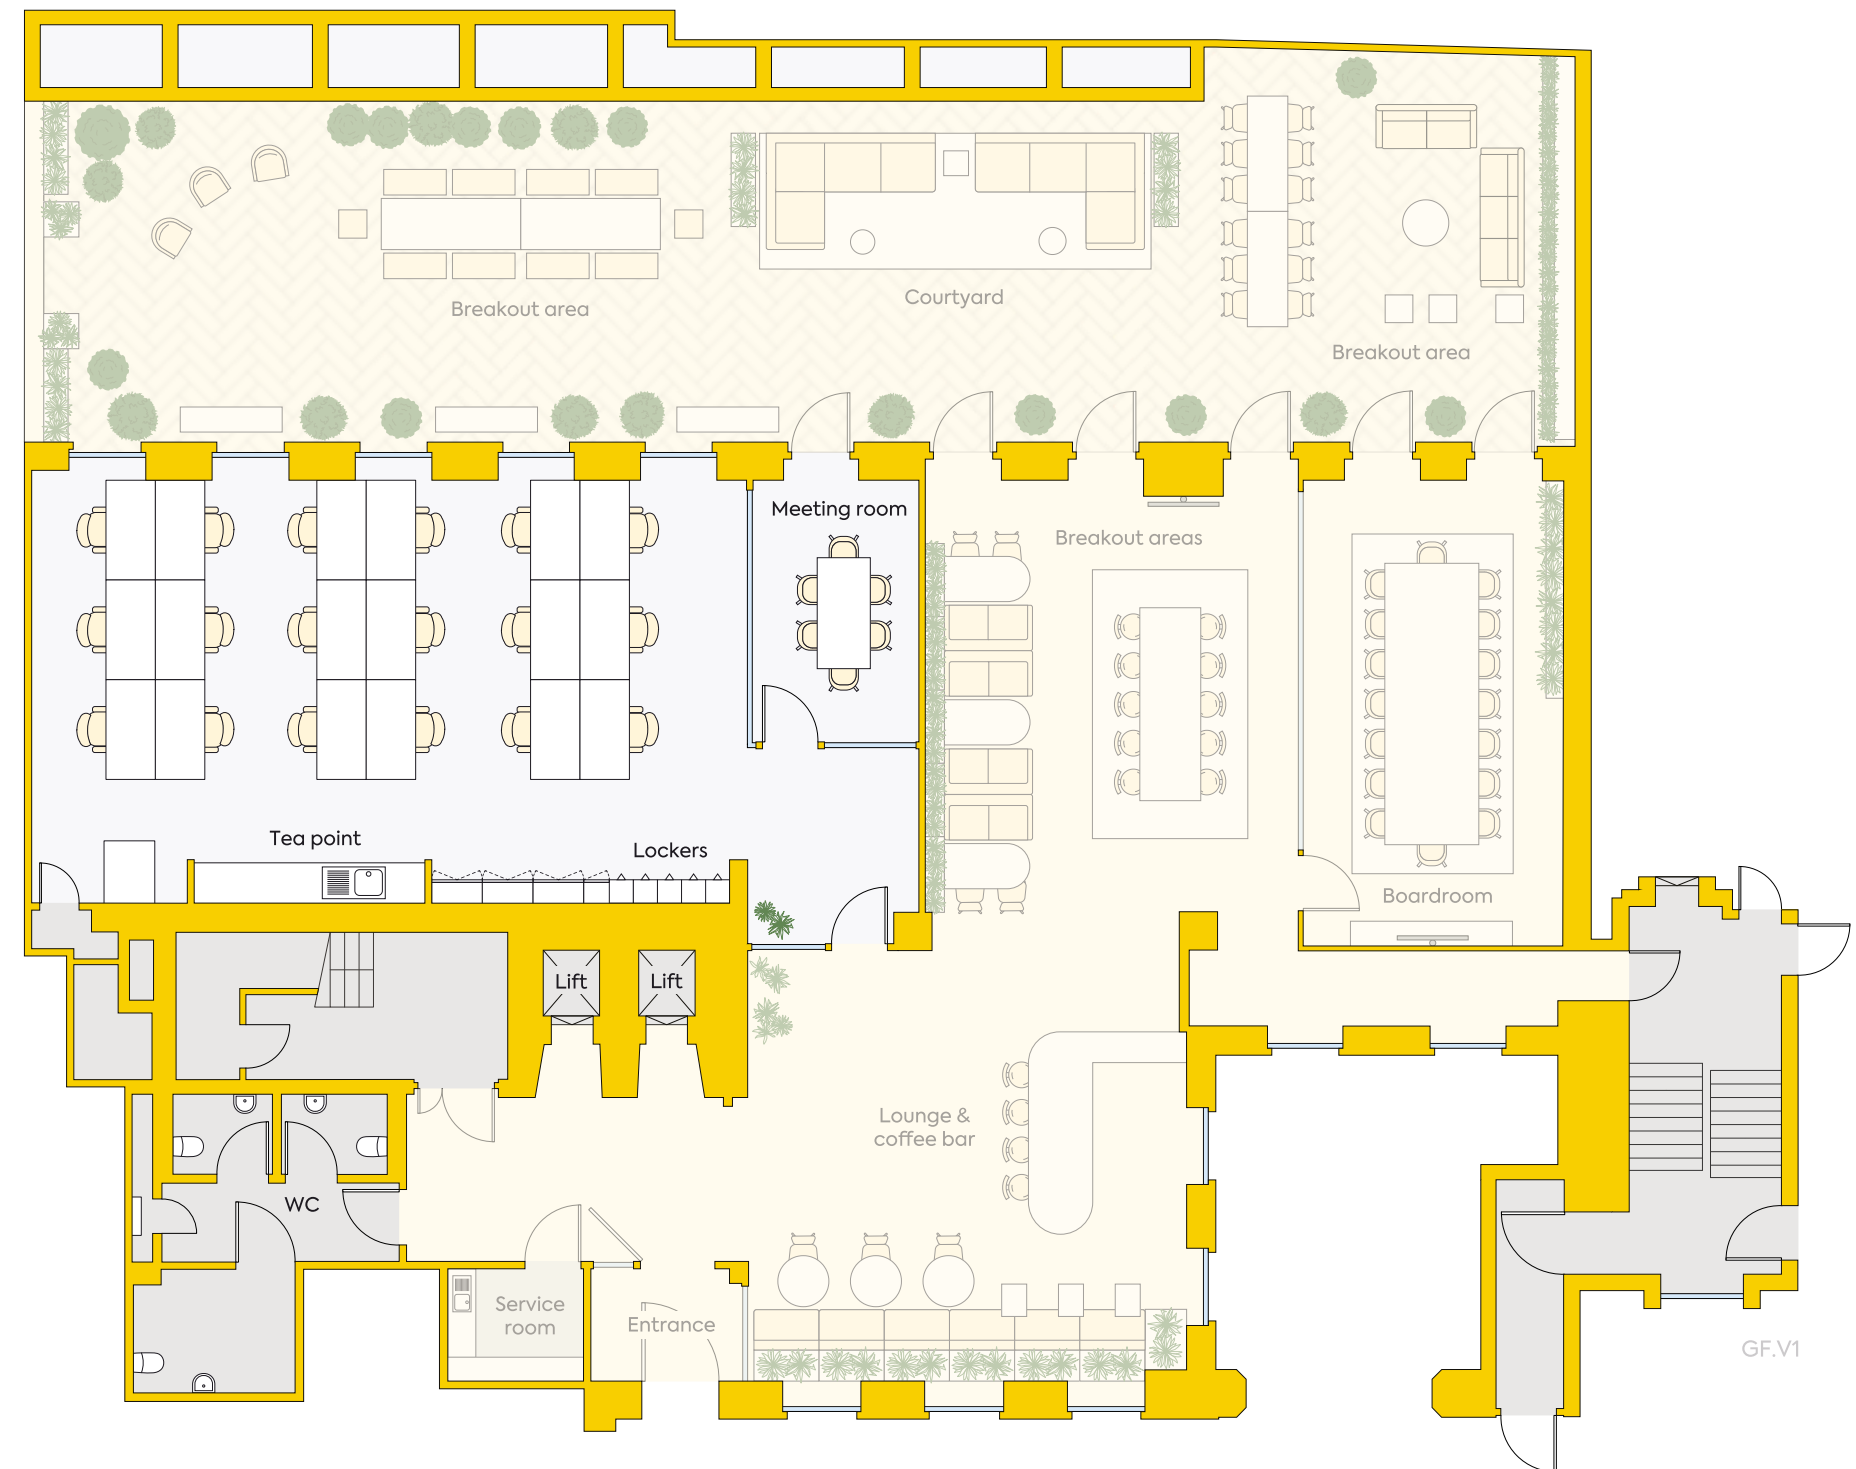 Breakout area
Courtyard
Breakout area
Meeting room
Breakout areas
Tea point
Lockers
Boardroom
Lift
Lift
Lounge &
coffee bar
WC
Service
room
Entrance
GF.V1